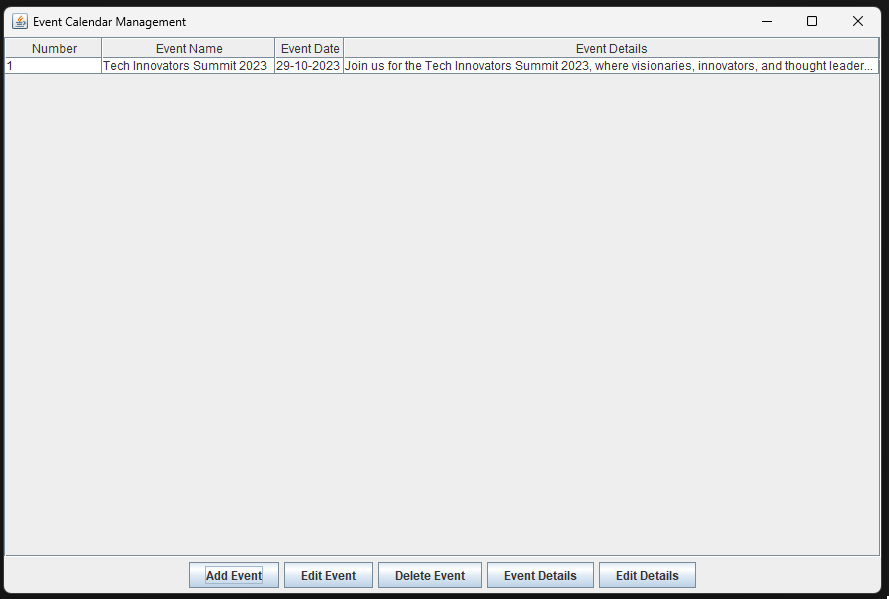 Event Calendar Management
Number Event Name Event Date Event Details
1 Tech Innovators Summit 2023 29-10-2023 Join us for the Tech Innovators Summit 2023, where visionaries, innovators, and thought leader...
Add Event Edit Event Delete Event Event Details Edit Details